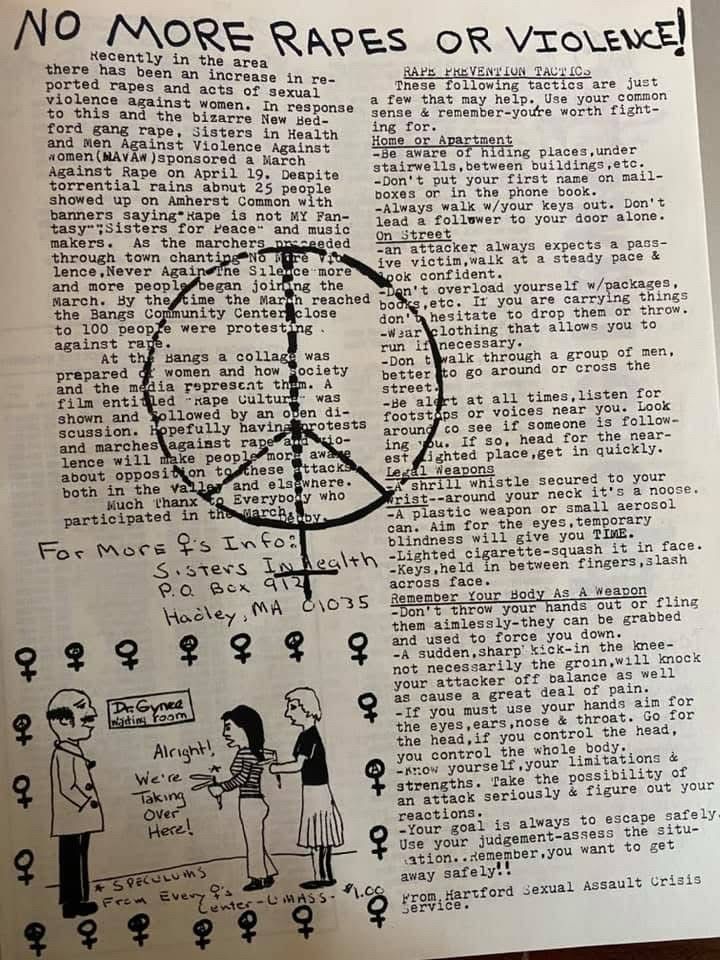 NO MORE RAPES OR VIOLENCE!
Recently in the area
there has been an increase in re-
ported rapes and acts of sexual
violence against women. In response
to this and the bizarre New Bed-
ford gang rape, Sisters in Health
and Men Against Violence Against
Women (MAVAW)sponsored a March
Against Rape on April 19. Despite
torrential rains abnut 25 people
showed up on Amherst Common with
banners saying"Rape is not MY Fan-
tasy";"Sisters for Peace" and music
makers. As the marchers proceeded
through town chanting No More Vio-
lence,Never Again The Silence more
and more people began joining the
March. By the time the March reached
the Bangs Community Center close
to 100 people were protesting
against rape.
At the Bangs a collage was
prepared of women and how society
and the media represent them. A
film entitled "Rape Culture" was
shown and followed by an open di-
scussion. Hopefully having protests
and marches against rape and vio-
lence will make people more aware
about opposition to these attacks
both in the valley and elsewhere.
Much Thanx to Everybody who
participated in the March.
For More ♀'s Info:
Sisters In Health
P.O. Box 912
Hadley, MA 01035
Dr. Gynea
Waiting room
Alright!,
We're
Taking
Over
Here!
*
* SPECULUMS
From Every ♀'s
Center-UMASS- $1.00
RAPE PREVENTION TACTICS
These following tactics are just
a few that may help. Use your common
sense & remember-you're worth fight-
ing for.
Home or Apartment
-Be aware of hiding places,under
stairwells,between buildings,etc.
-Don't put your first name on mail-
boxes or in the phone book.
-Always walk w/your keys out. Don't
lead a follower to your door alone.
On Street
-an attacker always expects a pass-
ive victim,walk at a steady pace &
look confident.
-Don't overload yourself w/packages,
books,etc. If you are carrying things
don't hesitate to drop them or throw.
-Wear clothing that allows you to
run if necessary.
-Don t walk through a group of men,
better to go around or cross the
street.
-Be alert at all times,listen for
footsteps or voices near you. Look
around to see if someone is follow-
ing you. If so, head for the near-
est lighted place,get in quickly.
Legal Weapons
-A shrill whistle secured to your
wrist--around your neck it's a noose.
-A plastic weapon or small aerosol
can. Aim for the eyes,temporary
blindness will give you TIME.
-Lighted cigarette-squash it in face.
-Keys,held in between fingers,slash
across face.
Remember Your Body As A Weapon
-Don't throw your hands out or fling
them aimlessly-they can be grabbed
and used to force you down.
-A sudden,sharp kick-in the knee-
not necessarily the groin,will knock
your attacker off balance as well
as cause a great deal of pain.
-If you must use your hands aim for
the eyes,ears,nose & throat. Go for
the head,if you control the head,
you control the whole body.
-Know yourself,your limitations &
strengths. Take the possibility of
an attack seriously & figure out your
reactions.
-Your goal is always to escape safely.
Use your judgement-assess the situ-
ation..Remember,you want to get
away safely!!
From Hartford Sexual Assault Crisis
Service.